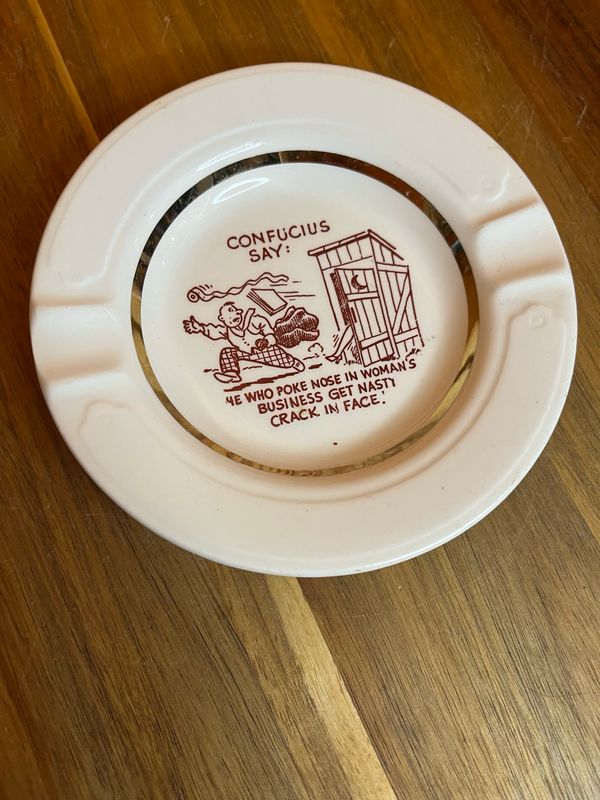 CONFUCIUS
SAY:
HE WHO POKE NOSE IN WOMAN'S
BUSINESS GET NASTY
CRACK IN FACE!